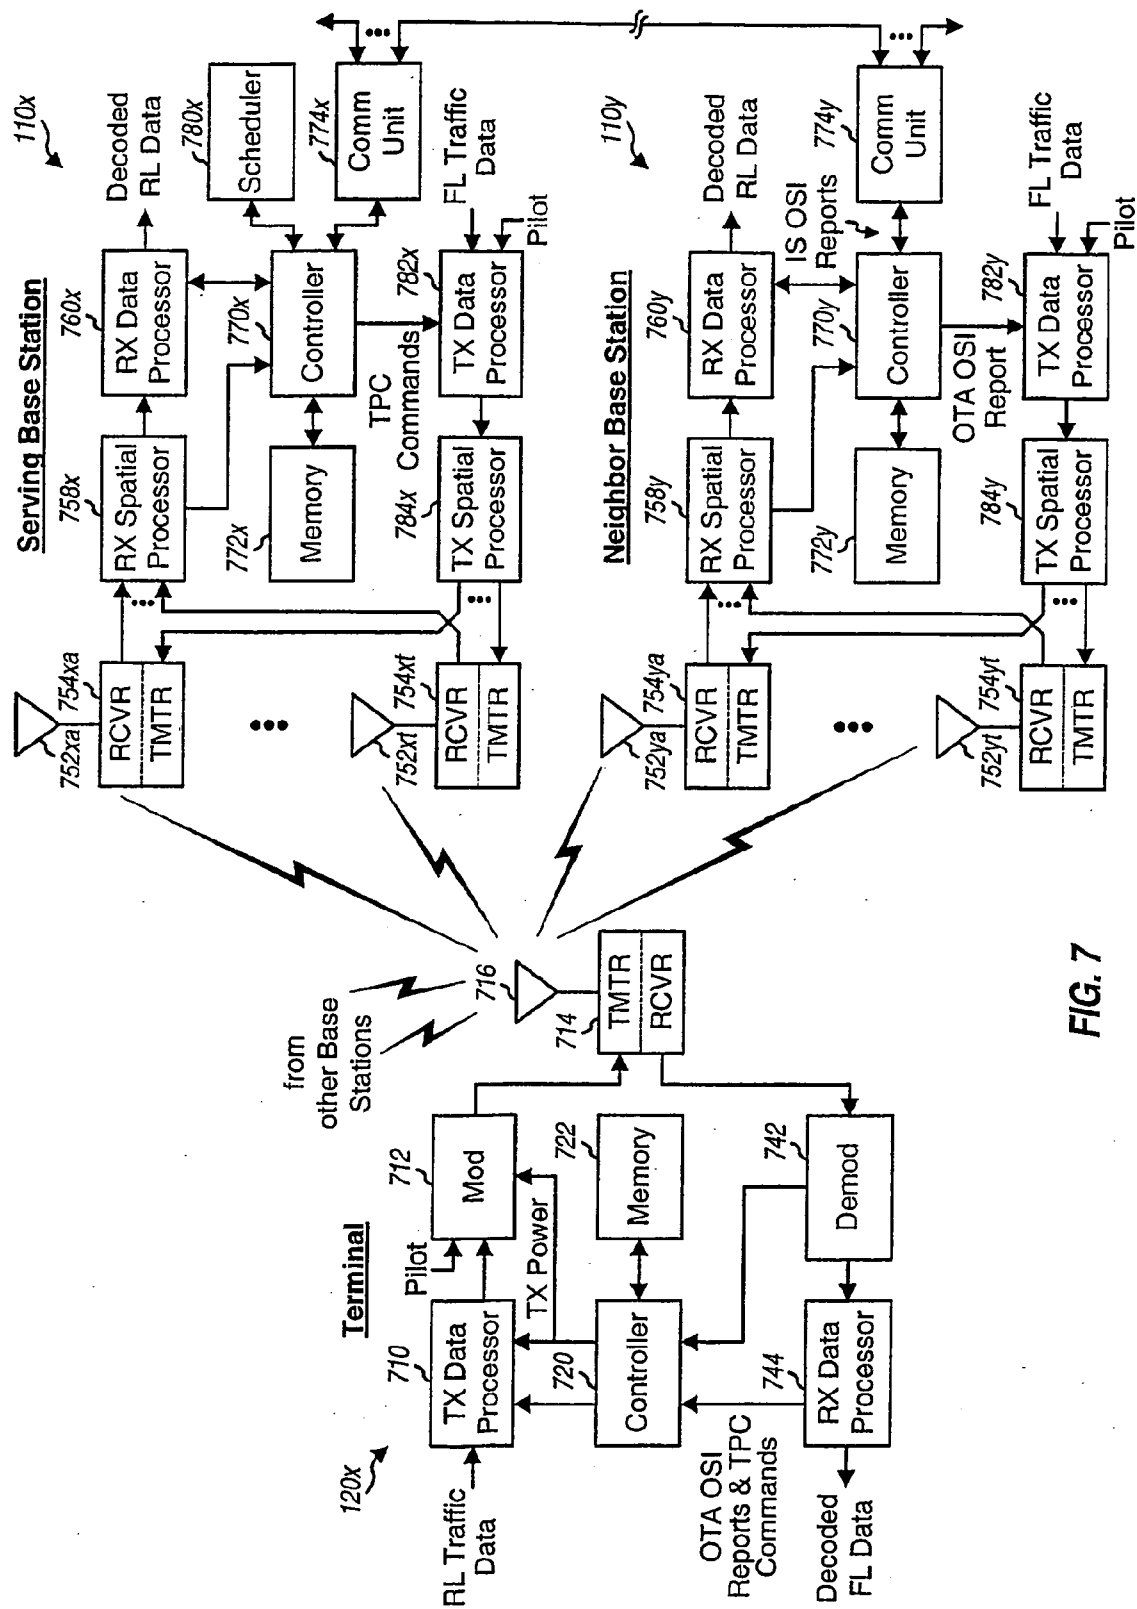 120x
Terminal
RL Traffic
Data
710
TX Data
Processor
Pilot
712
Mod
TX Power
720
Controller
722
Memory
OTA OSI
Reports & TPC
Commands
744
RX Data
Processor
742
Demod
Decoded
FL Data
from
other Base
Stations
716
714
TMTR
RCVR
Serving Base Station
110x
752xa
754xa
RCVR
TMTR
758x
RX Spatial
Processor
760x
RX Data
Processor
Decoded
RL Data
772x
Memory
770x
Controller
780x
Scheduler
774x
Comm
Unit
TPC
Commands
752xt
754xt
RCVR
TMTR
784x
TX Spatial
Processor
782x
TX Data
Processor
FL Traffic
Data
Pilot
Neighbor Base Station
110y
752ya
754ya
RCVR
TMTR
758y
RX Spatial
Processor
760y
RX Data
Processor
Decoded
RL Data
772y
Memory
770y
Controller
IS OSI
Reports
774y
Comm
Unit
OTA OSI
Report
752yt
754yt
RCVR
TMTR
784y
TX Spatial
Processor
782y
TX Data
Processor
FL Traffic
Data
Pilot
FIG. 7